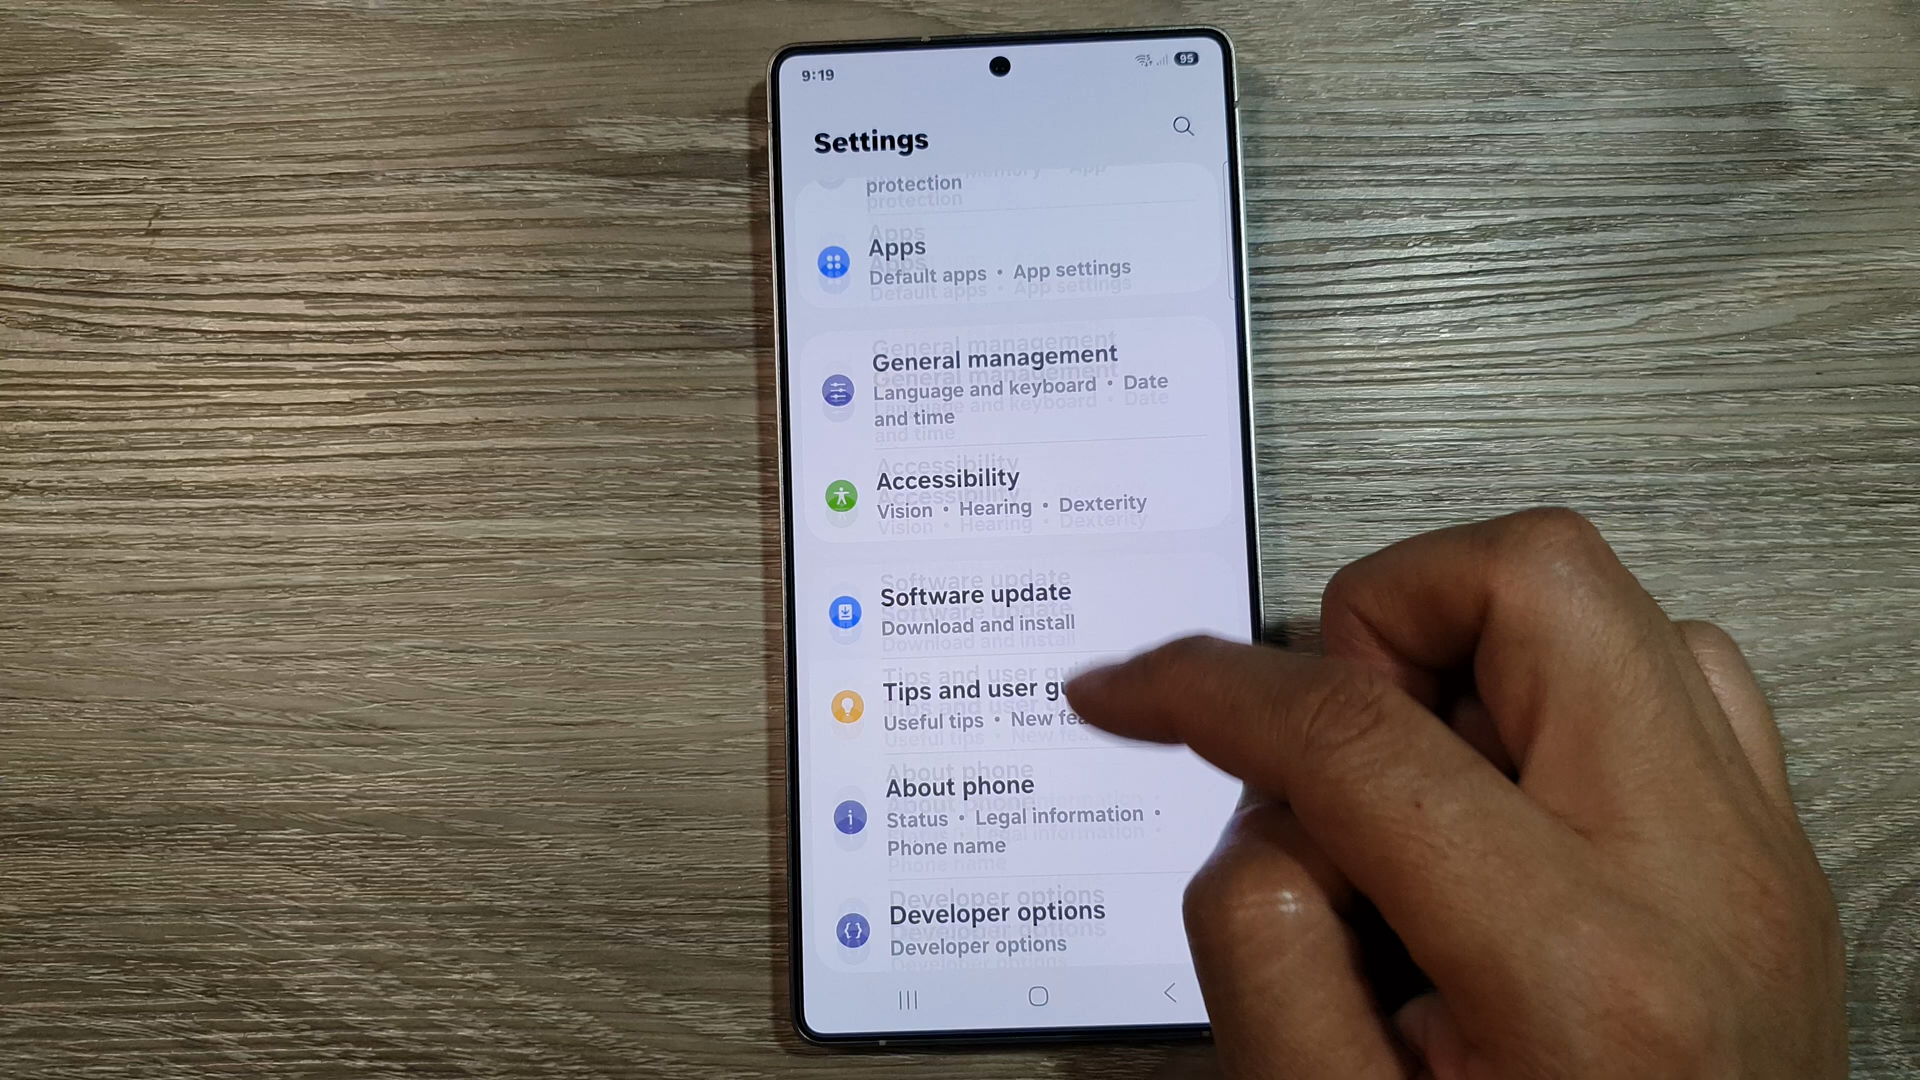 9:19
95
Settings
protection
Apps
Default apps • App settings
General management
Language and keyboard • Date
and time
Accessibility
Vision • Hearing • Dexterity
Software update
Download and install
Tips and user
Useful tips • New
About phone
Status • Legal information •
Phone name
Developer options
Developer options